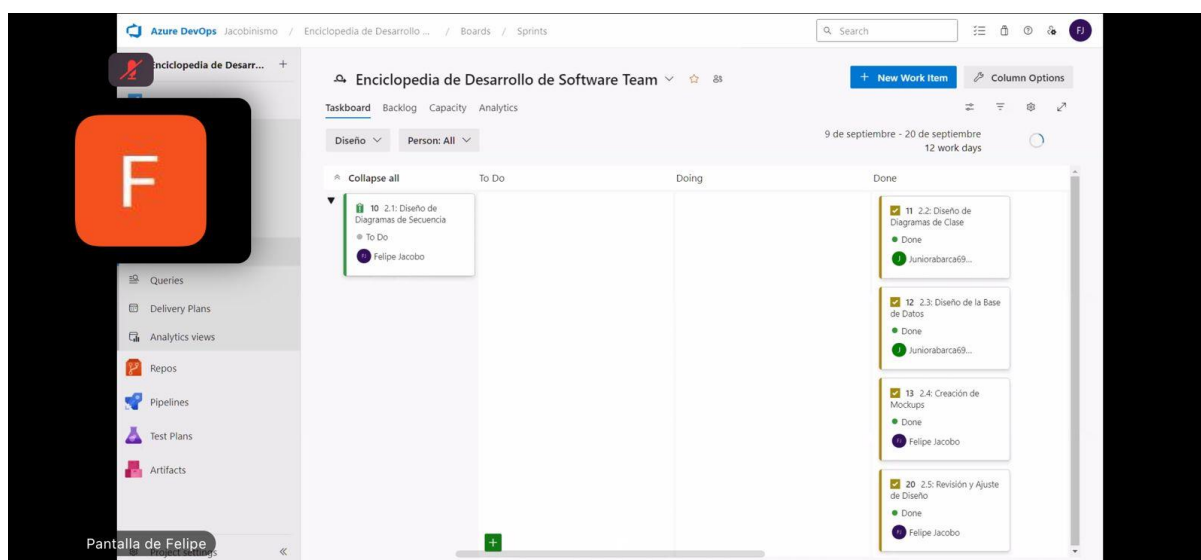 Azure DevOps Jacobinismo / Enciclopedia de Desarrollo ... / Boards / Sprints
Search
FJ
Enciclopedia de Desarr... +
F
Queries
Delivery Plans
Analytics views
Repos
Pipelines
Test Plans
Artifacts
Project settings
Pantalla de Felipe
Enciclopedia de Desarrollo de Software Team
+ New Work Item
Column Options
Taskboard Backlog Capacity Analytics
Diseño
Person: All
9 de septiembre - 20 de septiembre
12 work days
Collapse all To Do Doing Done
10 2.1: Diseño de
Diagramas de Secuencia
To Do
FJ Felipe Jacobo
11 2.2: Diseño de
Diagramas de Clase
Done
J Juniorabarca69...
12 2.3: Diseño de la Base
de Datos
Done
J Juniorabarca69...
13 2.4: Creación de
Mockups
Done
FJ Felipe Jacobo
20 2.5: Revisión y Ajuste
de Diseño
Done
FJ Felipe Jacobo